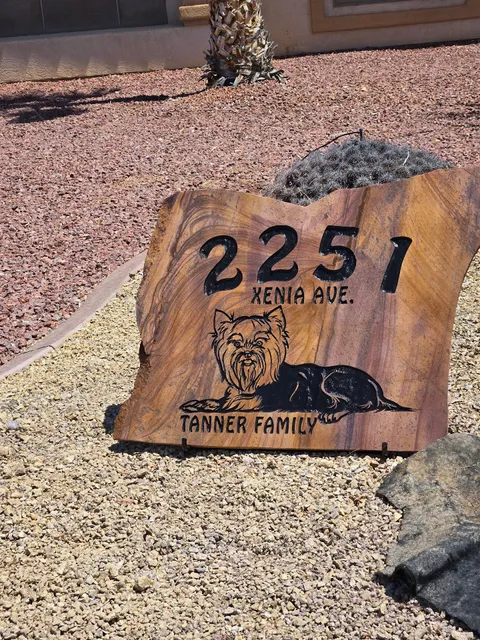 2251
XENIA AVE.
TANNER FAMILY